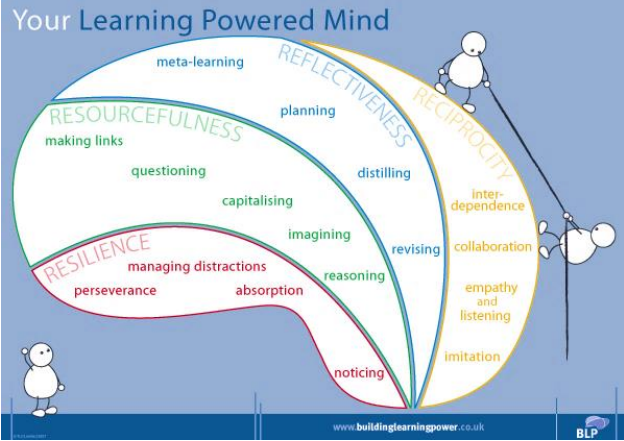 Your Learning Powered Mind
meta-learning
REFLECTIVENESS
planning
distilling
revising
RESOURCEFULNESS
making links
questioning
capitalising
imagining
reasoning
RESILIENCE
managing distractions
perseverance
absorption
noticing
RECIPROCITY
inter-
dependence
collaboration
empathy
and
listening
imitation
www.buildinglearningpower.co.uk
BLP